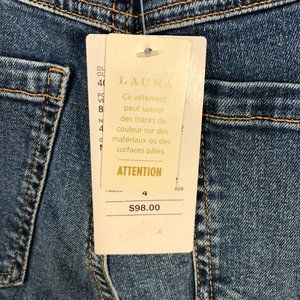 LAURA
Ce vêtement
peut laisser
des traces de
couleur sur des
matériaux ou des
surfaces pâles.
ATTENTION
4
$98.00